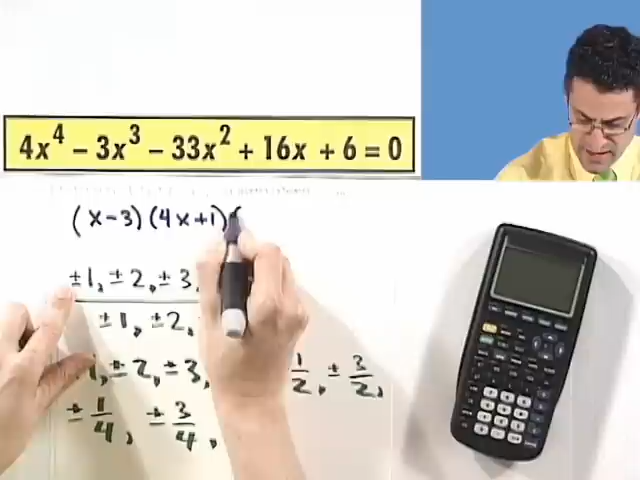 4x⁴ − 3x³ − 33x² + 16x + 6 = 0
(x-3)(4x+1)(
±1, ±2, ±3,
±1, ±2,
1, ±2, ±3, 1/2, ±3/2,
±1/4, ±3/4,